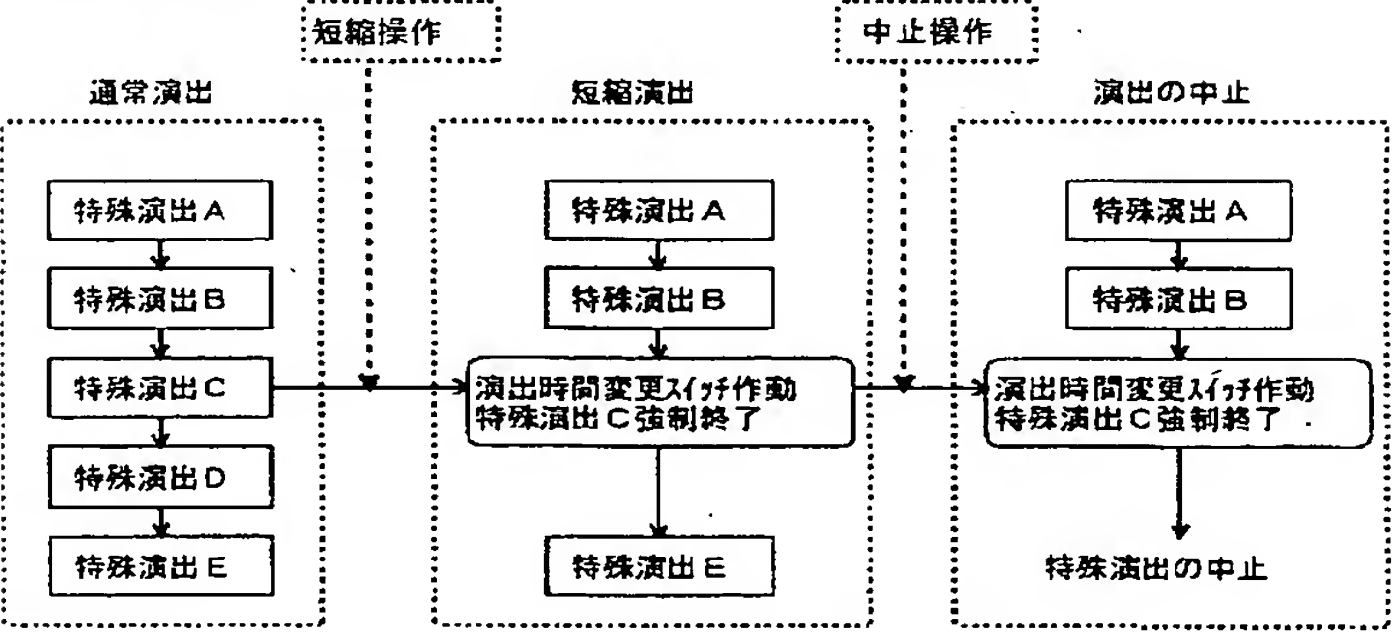 短縮操作
中止操作
通常演出
短縮演出
演出の中止
特殊演出A
特殊演出B
特殊演出C
特殊演出D
特殊演出E
特殊演出A
特殊演出B
演出時間変更ｽｲｯﾁ作動
特殊演出C強制終了
特殊演出E
特殊演出A
特殊演出B
演出時間変更ｽｲｯﾁ作動
特殊演出C強制終了
特殊演出の中止